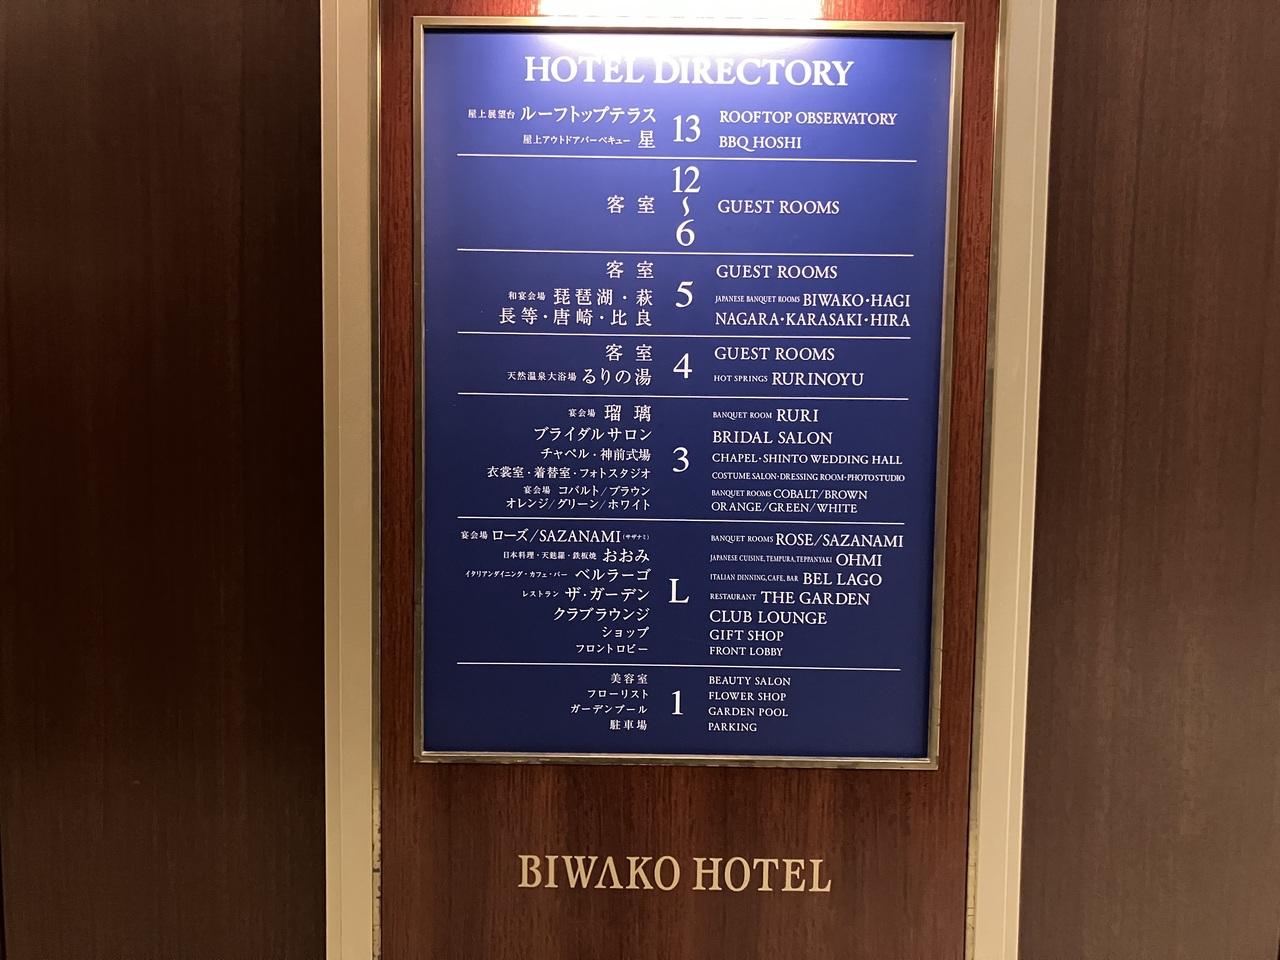 HOTEL DIRECTORY
屋上展望台 ルーフトップテラス 13 ROOFTOP OBSERVATORY
屋上アウトドアバーベキュー 星 BBQ HOSHI
12
客室 〜 GUEST ROOMS
6
客室 GUEST ROOMS
5
和宴会場 琵琶湖・萩 JAPANESE BANQUET ROOMS BIWAKO・HAGI
長等・唐崎・比良 NAGARA・KARASAKI・HIRA
客室 GUEST ROOMS
4
天然温泉大浴場 るりの湯 HOT SPRINGS RURINOYU
宴会場 瑠璃 BANQUET ROOM RURI
ブライダルサロン BRIDAL SALON
チャペル・神前式場 3 CHAPEL・SHINTO WEDDING HALL
衣裳室・着替室・フォトスタジオ COSTUME SALON・DRESSING ROOM・PHOTO STUDIO
宴会場 コバルト/ブラウン BANQUET ROOMS COBALT/BROWN
オレンジ/グリーン/ホワイト ORANGE/GREEN/WHITE
宴会場 ローズ/SAZANAMI(サザナミ) BANQUET ROOMS ROSE/SAZANAMI
日本料理・天麩羅・鉄板焼 おおみ JAPANESE CUISINE, TEMPURA, TEPPANYAKI OHMI
イタリアンダイニング・カフェ・バー ベルラーゴ ITALIAN DINNING, CAFE, BAR BEL LAGO
レストラン ザ・ガーデン L RESTAURANT THE GARDEN
クラブラウンジ CLUB LOUNGE
ショップ GIFT SHOP
フロントロビー FRONT LOBBY
美容室 BEAUTY SALON
フローリスト 1 FLOWER SHOP
ガーデンプール GARDEN POOL
駐車場 PARKING
BIWAKO HOTEL